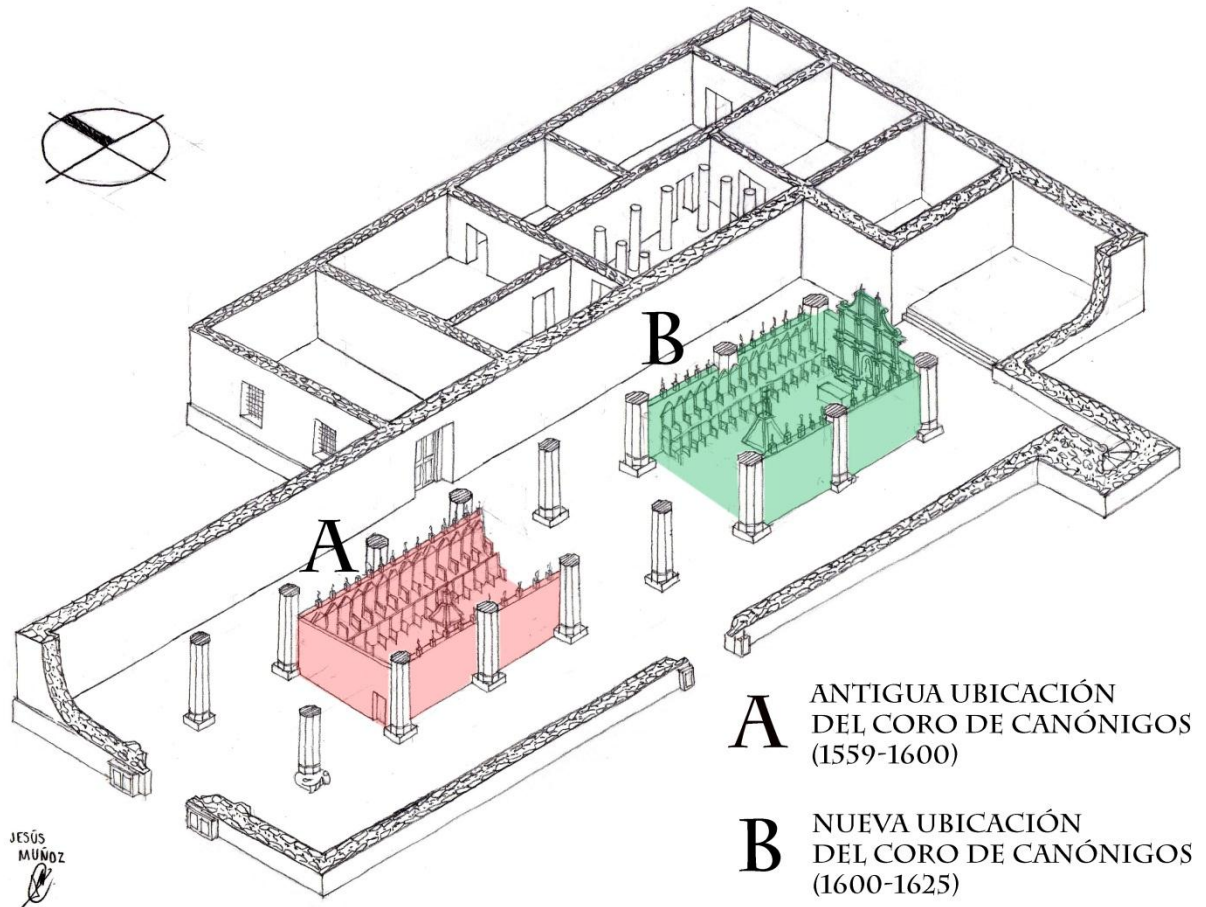 A
B
A ANTIGUA UBICACIÓN
DEL CORO DE CANÓNIGOS
(1559-1600)
B NUEVA UBICACIÓN
DEL CORO DE CANÓNIGOS
(1600-1625)
JESÚS
MUÑOZ